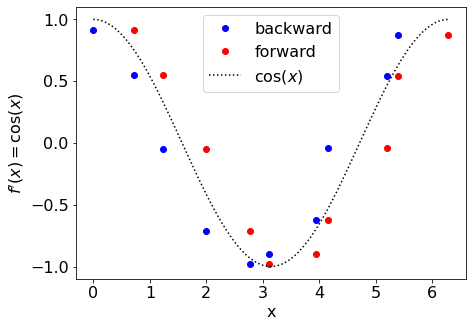 backward
forward
cos(x)
f'(x) = cos(x)
1.0
0.5
0.0
−0.5
−1.0
0 1 2 3 4 5 6
x